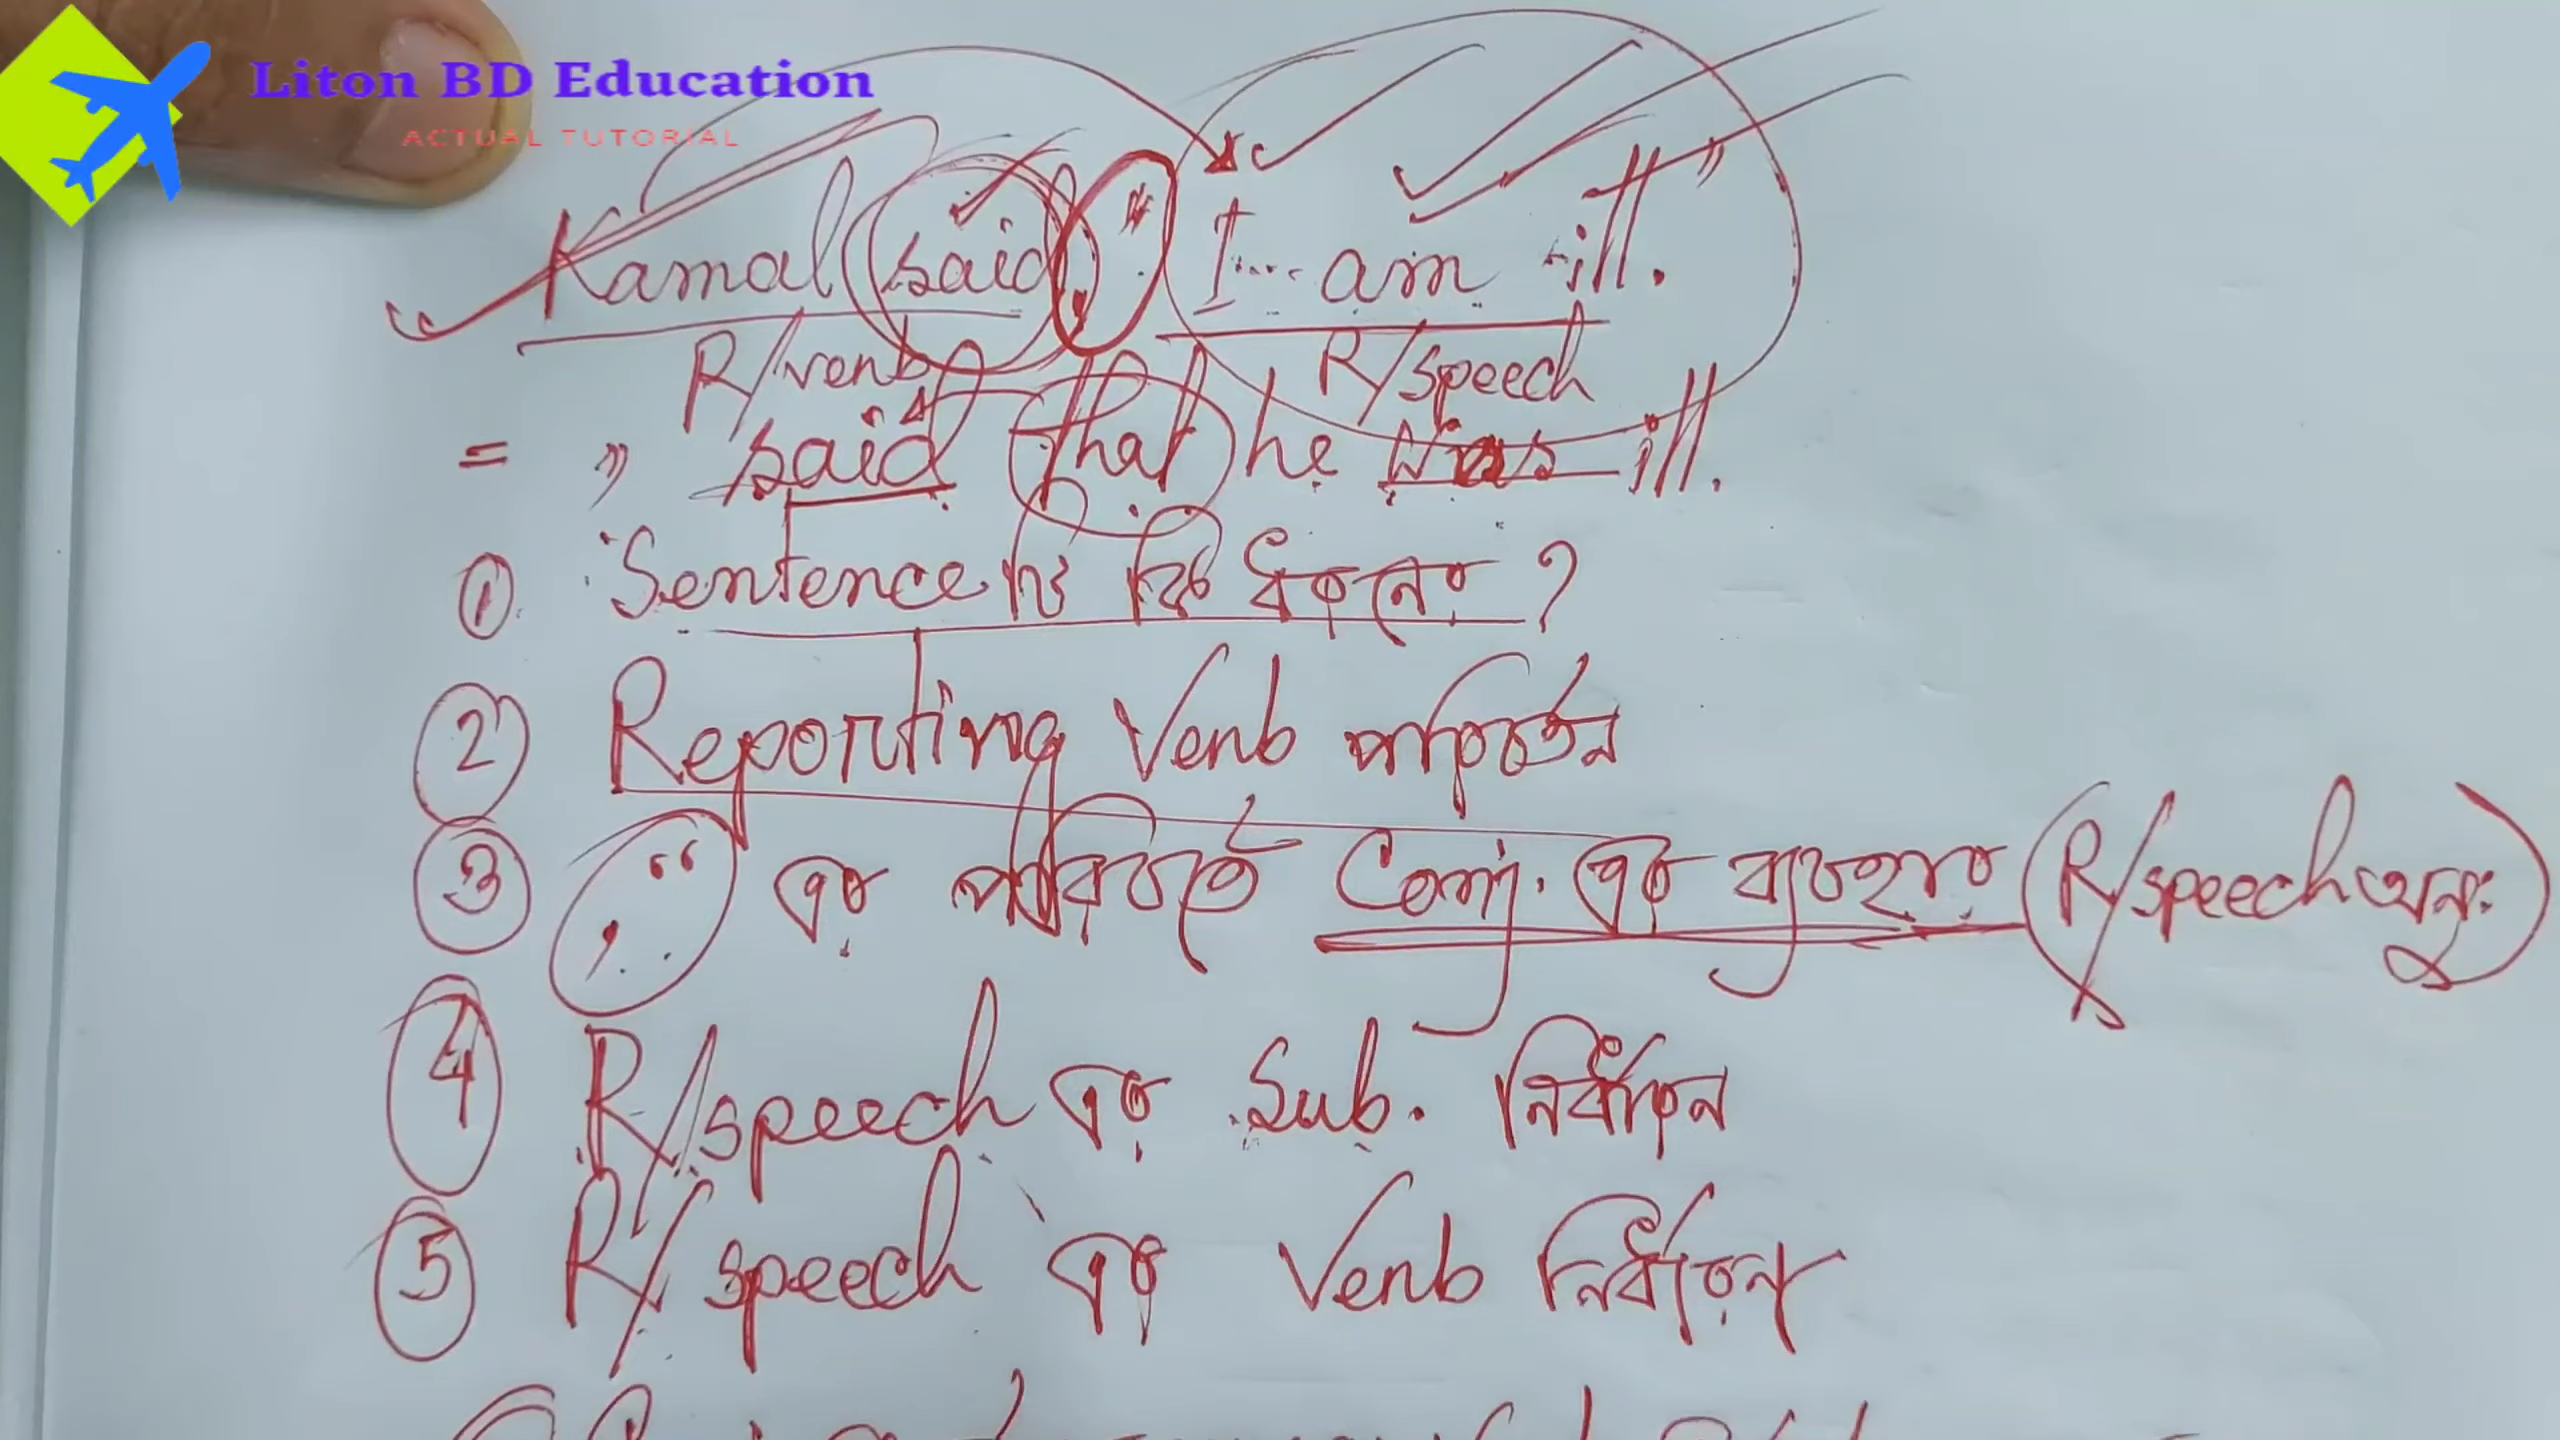 Liton BD Education
ACTUAL TUTORIAL
Kamal said, "I am ill."
R/verb R/speech
= " said that he was ill.
① Sentence টি কি ধরনের ?
② Reporting Verb পরিবর্তন
③ , “ এর পরিবর্তে Conj. এর ব্যবহার (R/speech অনুঃ)
④ R/speech এর Sub. নির্ধারন
⑤ R/speech এর Verb নির্ধারন